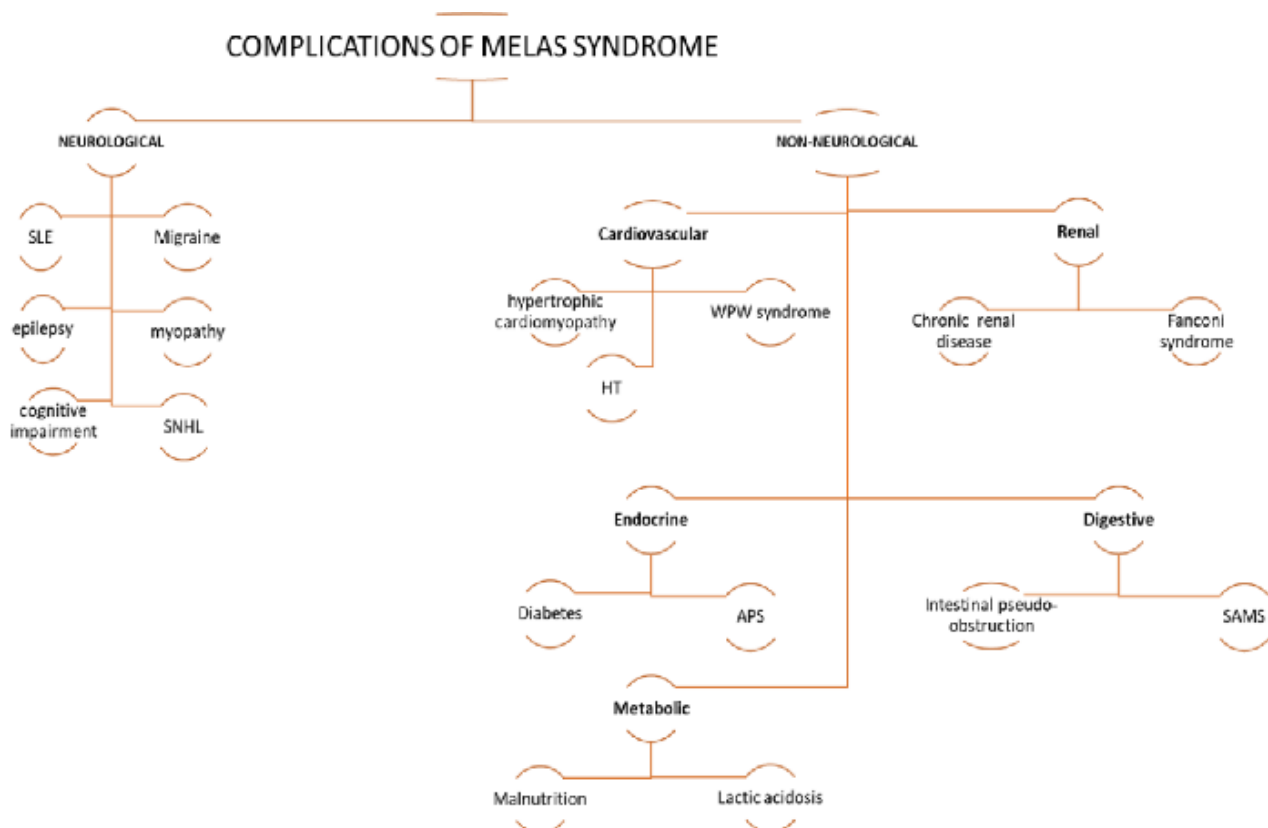 COMPLICATIONS OF MELAS SYNDROME
NEUROLOGICAL
NON-NEUROLOGICAL
SLE
Migraine
epilepsy
myopathy
cognitive
impairment
SNHL
Cardiovascular
hypertrophic
cardiomyopathy
WPW syndrome
HT
Renal
Chronic renal
disease
Fanconi
syndrome
Endocrine
Diabetes
APS
Digestive
Intestinal pseudo-
obstruction
SAMS
Metabolic
Malnutrition
Lactic acidosis